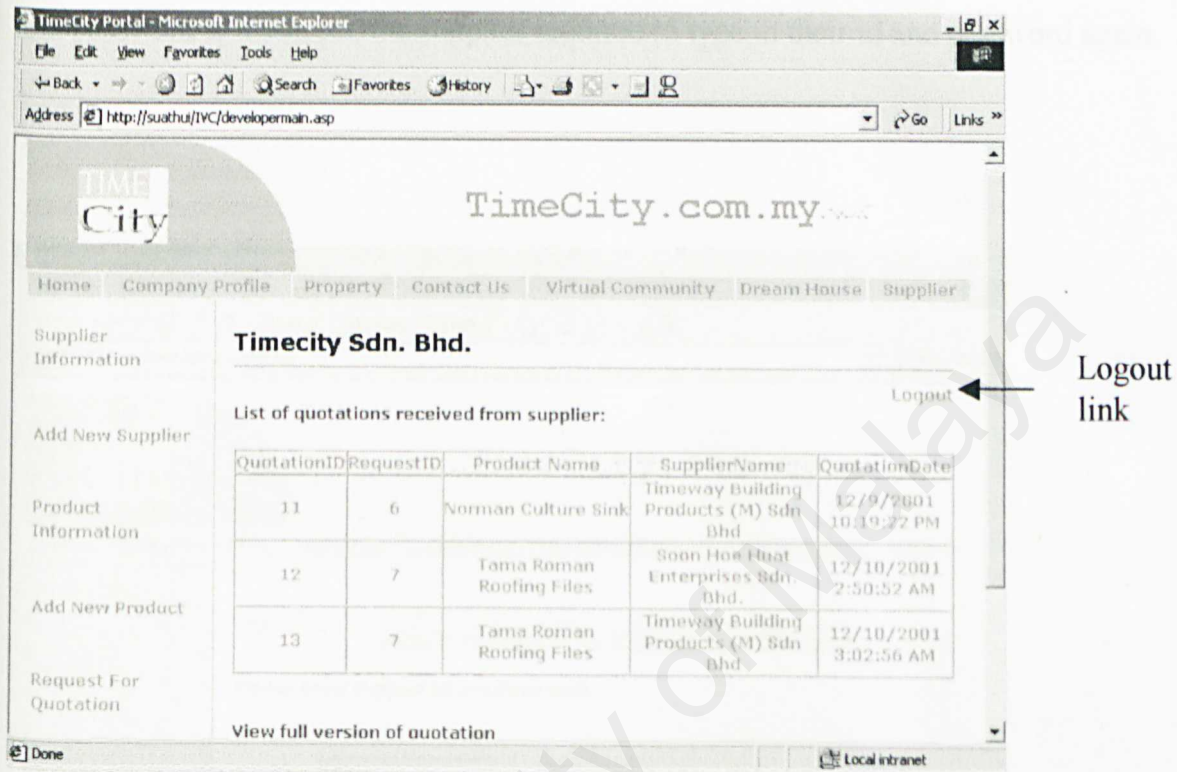 TimeCity Portal - Microsoft Internet Explorer
File Edit View Favorites Tools Help
Back Search Favorites History
Address http://suathui/IVC/developermain.asp Go Links »
TIME
City
TimeCity.com.my
Home Company Profile Property Contact Us Virtual Community Dream House Supplier
Supplier
Information
Add New Supplier
Product
Information
Add New Product
Request For
Quotation
Timecity Sdn. Bhd.
Logout
List of quotations received from supplier:
QuotationID RequestID Product Name SupplierName QuotationDate
11 6 Norman Culture Sink Timeway Building Products (M) Sdn Bhd 12/9/2001 10:19:22 PM
12 7 Tama Roman Roofing Files Soon Hoe Huat Enterprises Sdn. Bhd. 12/10/2001 2:50:52 AM
13 7 Tama Roman Roofing Files Timeway Building Products (M) Sdn Bhd 12/10/2001 3:02:56 AM
View full version of quotation
Done Local intranet
Logout
link
University of Malaya